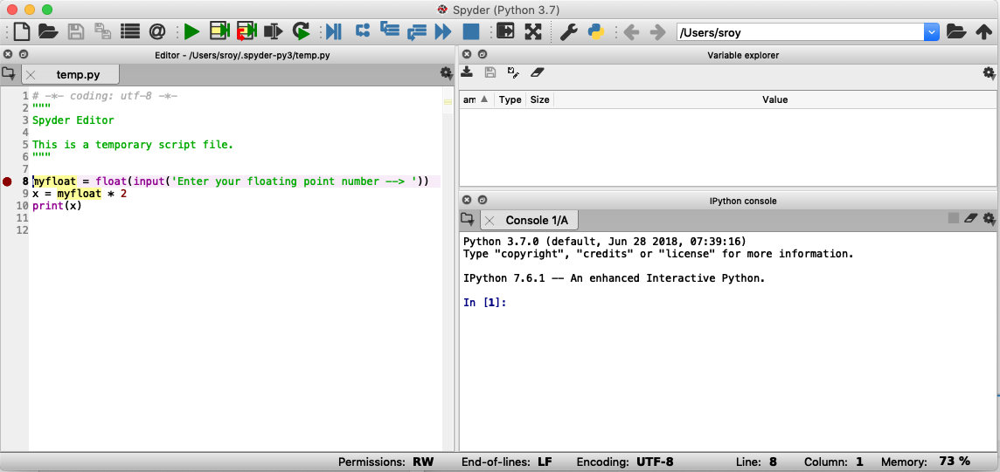 Spyder (Python 3.7)
/Users/sroy
Editor - /Users/sroy/.spyder-py3/temp.py
temp.py
1 # -*- coding: utf-8 -*-
2 """
3 Spyder Editor
4
5 This is a temporary script file.
6 """
7
8 myfloat = float(input('Enter your floating point number --> '))
9 x = myfloat * 2
10 print(x)
11
12
Variable explorer
am Type Size Value
IPython console
Console 1/A
Python 3.7.0 (default, Jun 28 2018, 07:39:16)
Type "copyright", "credits" or "license" for more information.
IPython 7.6.1 -- An enhanced Interactive Python.
In [1]:
Permissions: RW End-of-lines: LF Encoding: UTF-8 Line: 8 Column: 1 Memory: 73 %